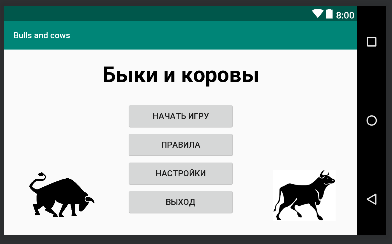 8:00
Bulls and cows
Быки и коровы
НАЧАТЬ ИГРУ
ПРАВИЛА
НАСТРОЙКИ
ВЫХОД